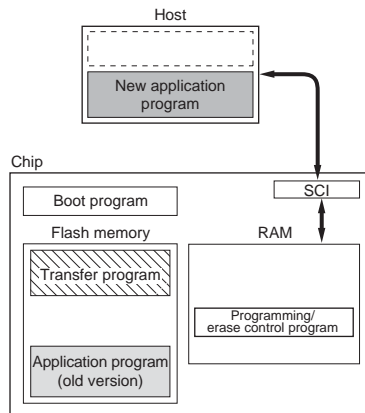 Host
New application
program
Chip
SCI
Boot program
Flash memory
RAM
Transfer program
Programming/
erase control program
Application program
(old version)